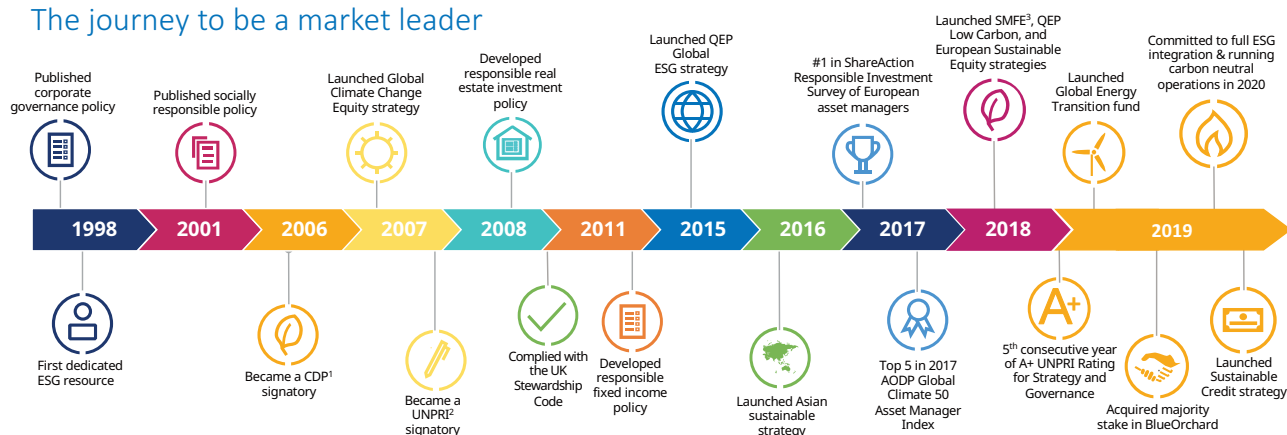 The journey to be a market leader
Published
corporate
governance policy
Published socially
responsible policy
Launched Global
Climate Change
Equity strategy
Developed
responsible real
estate investment
policy
Launched QEP
Global
ESG strategy
#1 in ShareAction
Responsible Investment
Survey of European
asset managers
Launched SMFE³, QEP
Low Carbon, and
European Sustainable
Equity strategies
Launched
Global Energy
Transition fund
Committed to full ESG
integration & running
carbon neutral
operations in 2020
1998
2001
2006
2007
2008
2011
2015
2016
2017
2018
2019
First dedicated
ESG resource
Became a CDP¹
signatory
Became a
UNPRI²
signatory
Complied with
the UK
Stewardship
Code
Developed
responsible
fixed income
policy
Launched Asian
sustainable
strategy
Top 5 in 2017
AODP Global
Climate 50
Asset Manager
Index
A+
5th consecutive year
of A+ UNPRI Rating
for Strategy and
Governance
Acquired majority
stake in BlueOrchard
Launched
Sustainable
Credit strategy